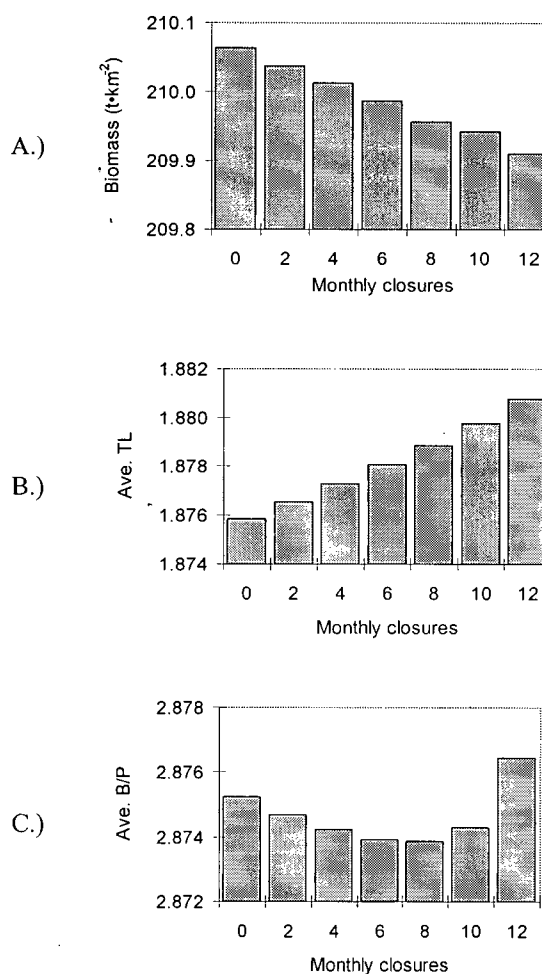 A.)
Biomass (t•km⁻²)
210.1
210.0
209.9
209.8
0 2 4 6 8 10 12
Monthly closures
B.)
Ave. TL
1.882
1.880
1.878
1.876
1.874
0 2 4 6 8 10 12
Monthly closures
C.)
Ave. B/P
2.878
2.876
2.874
2.872
0 2 4 6 8 10 12
Monthly closures